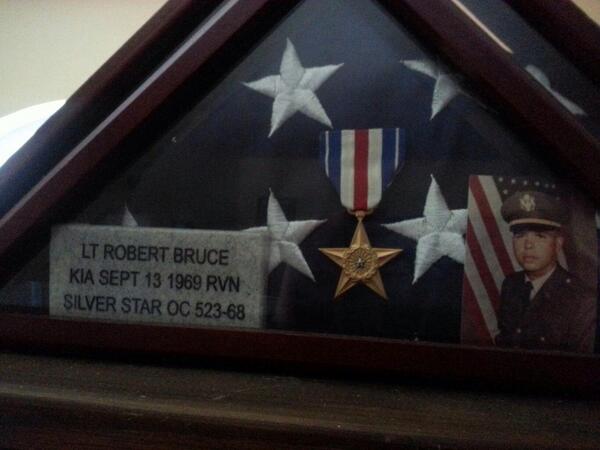 LT ROBERT BRUCE
KIA SEPT 13 1969 RVN
SILVER STAR OC 523-68